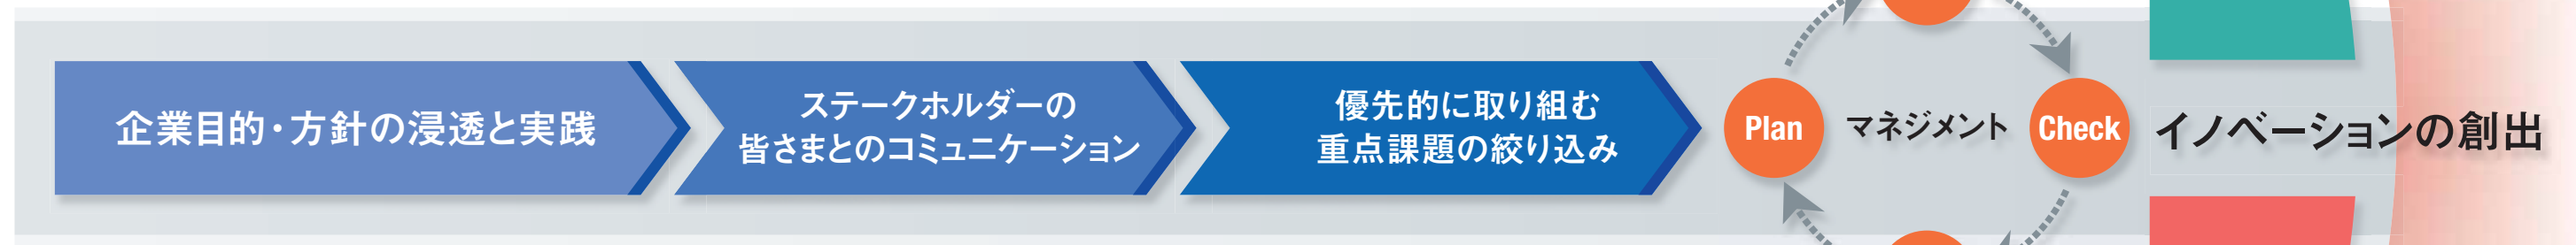 企業目的・方針の浸透と実践
ステークホルダーの
皆さまとのコミュニケーション
優先的に取り組む
重点課題の絞り込み
Plan
マネジメント
Check
イノベーションの創出